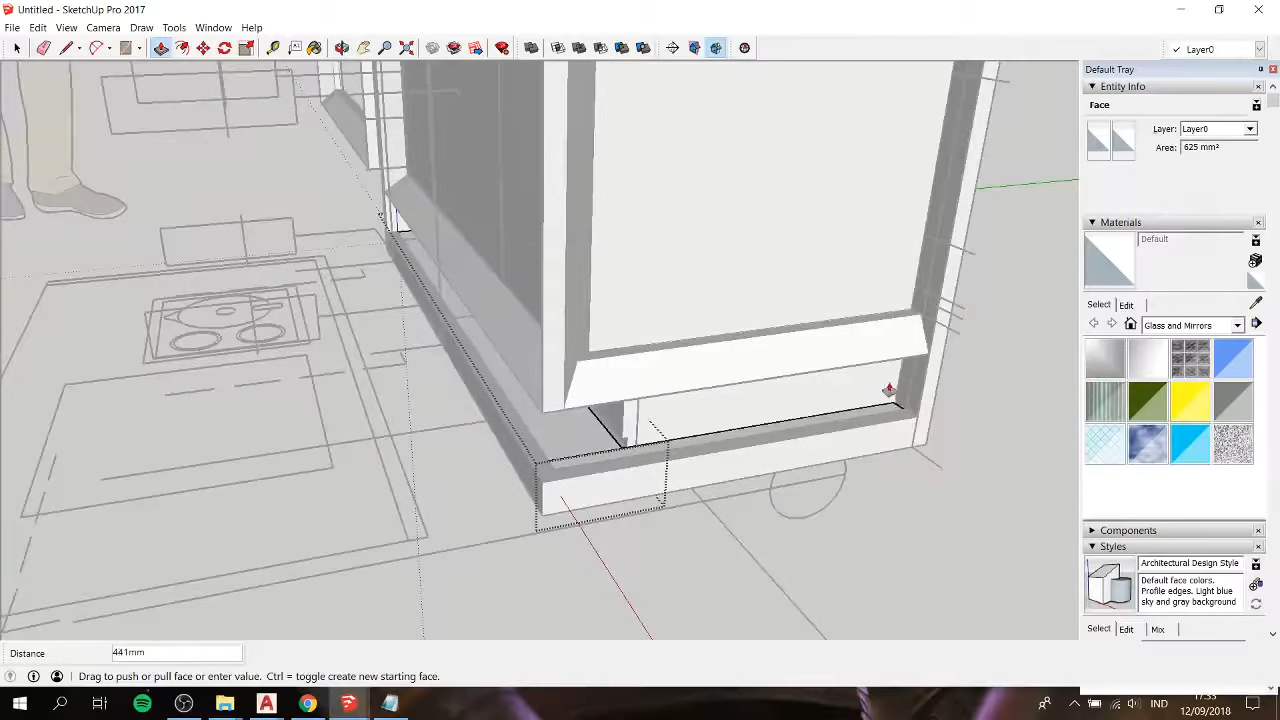 Untitled - SketchUp Pro 2017
File Edit View Camera Draw Tools Window Help
Layer0
Default Tray
Entity Info
Face
Layer: Layer0
Area: 625 mm²
Materials
Default
Select Edit
Glass and Mirrors
Components
Styles
Architectural Design Style
Default face colors.
Profile edges. Light blue
sky and gray background
Select Edit Mix
Distance 441mm
Drag to push or pull face or enter value. Ctrl = toggle create new starting face.
IND
12/09/2018